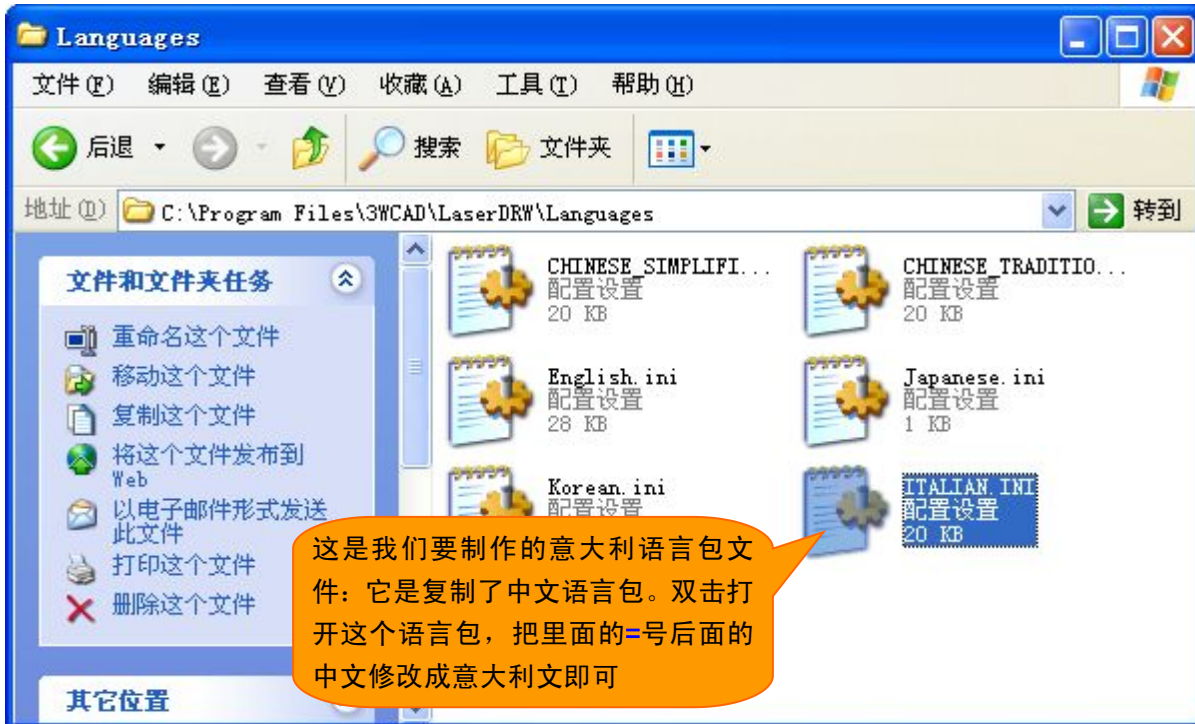 Languages
文件(F) 编辑(E) 查看(V) 收藏(A) 工具(T) 帮助(H)
后退 搜索 文件夹
地址(D) C:\Program Files\3WCAD\LaserDRW\Languages 转到
文件和文件夹任务
重命名这个文件
移动这个文件
复制这个文件
将这个文件发布到
Web
以电子邮件形式发送
此文件
打印这个文件
删除这个文件
其它位置
CHINESE_SIMPLIFI...
配置设置
20 KB
CHINESE_TRADITIO...
配置设置
20 KB
English.ini
配置设置
28 KB
Japanese.ini
配置设置
1 KB
Korean.ini
配置设置
ITALIAN.INI
配置设置
20 KB
这是我们要制作的意大利语言包文
件：它是复制了中文语言包。双击打
开这个语言包，把里面的=号后面的
中文修改成意大利文即可